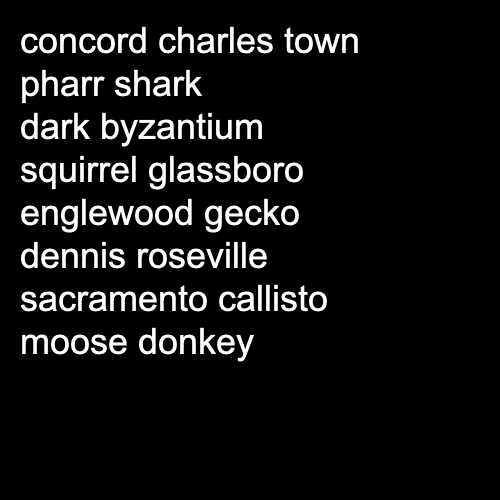 concord charles town
pharr shark
dark byzantium
squirrel glassboro
englewood gecko
dennis roseville
sacramento callisto
moose donkey